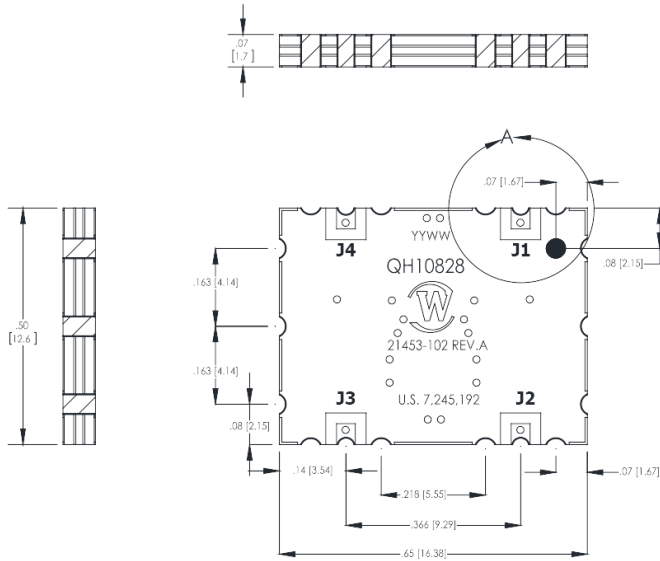 .07
[1.7]
A
.07 [1.67]
YYWW
J4
J1
QH10828
.08 [2.15]
.163 [4.14]
W
.50
[12.6]
21453-102 REV.A
.163 [4.14]
J3
U.S. 7,245,192
J2
.08 [2.15]
.14 [3.54]
.07 [1.67]
.218 [5.55]
.366 [9.29]
.65 [16.38]